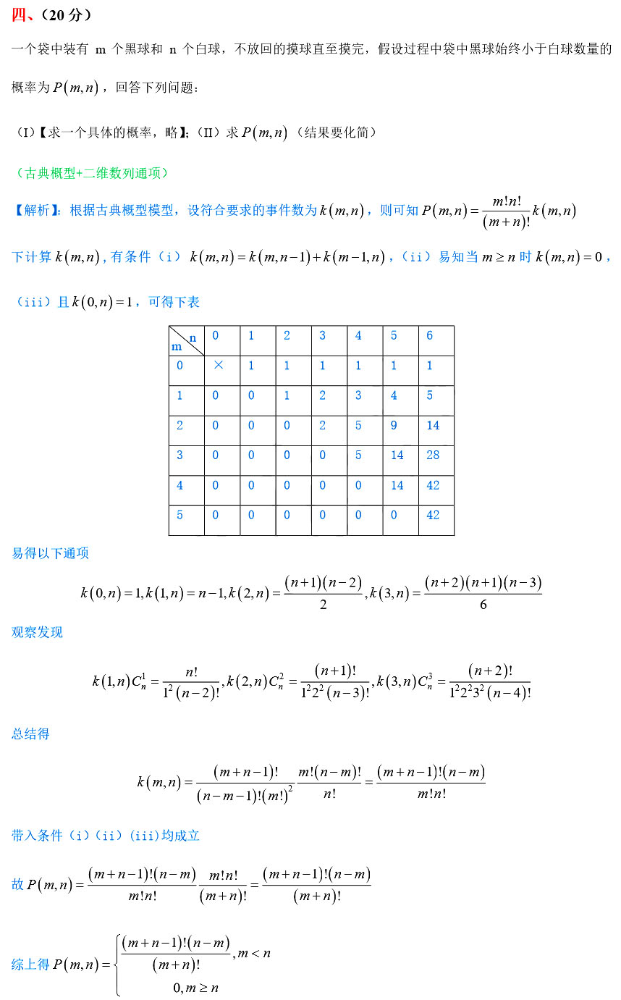 四、（20 分）
一个袋中装有 m 个黑球和 n 个白球，不放回的摸球直至摸完，假设过程中袋中黑球始终小于白球数量的
概率为 P(m,n)，回答下列问题：
（I）【求一个具体的概率，略】；（II）求 P(m,n)（结果要化简）
（古典概型+二维数列通项）
【解析】：根据古典概型模型，设符合要求的事件数为 k(m,n)，则可知 P(m,n) = \frac{m!n!}{(m+n)!} k(m,n)
下计算 k(m,n)，有条件（i）k(m,n) = k(m,n−1) + k(m−1,n)，（ii）易知当 m ≥ n 时 k(m,n) = 0，
（iii）且 k(0,n) = 1，可得下表
m \ n 0 1 2 3 4 5 6
0 × 1 1 1 1 1 1
1 0 0 1 2 3 4 5
2 0 0 0 2 5 9 14
3 0 0 0 0 5 14 28
4 0 0 0 0 0 14 42
5 0 0 0 0 0 0 42
易得以下通项
k(0,n) = 1, k(1,n) = n−1, k(2,n) = \frac{(n+1)(n−2)}{2}, k(3,n) = \frac{(n+2)(n+1)(n−3)}{6}
观察发现
k(1,n)C_n^1 = \frac{n!}{1^2(n−2)!}, k(2,n)C_n^2 = \frac{(n+1)!}{1^2 2^2(n−3)!}, k(3,n)C_n^3 = \frac{(n+2)!}{1^2 2^2 3^2(n−4)!}
总结得
k(m,n) = \frac{(m+n−1)!}{(n−m−1)!(m!)^2} \frac{m!(n−m)!}{n!} = \frac{(m+n−1)!(n−m)}{m!n!}
带入条件（i）（ii）(iii)均成立
故 P(m,n) = \frac{(m+n−1)!(n−m)}{m!n!} \frac{m!n!}{(m+n)!} = \frac{(m+n−1)!(n−m)}{(m+n)!}
综上得 P(m,n) = \begin{cases} \frac{(m+n−1)!(n−m)}{(m+n)!}, m < n \\ 0, m ≥ n \end{cases}